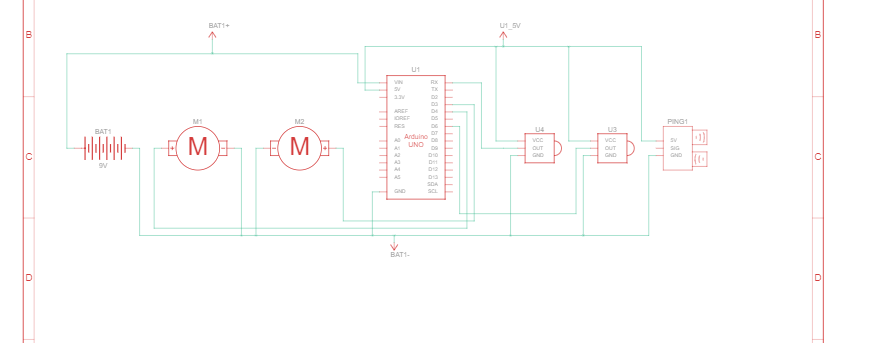 BAT1+
U1_5V
B
B
U1
VIN
5V
3.3V
AREF
IOREF
RES
A0
A1
A2
A3
A4
A5
GND
Arduino
UNO
RX
TX
D2
D3
D4
D5
D6
D7
D8
D9
D10
D11
D12
D13
SDA
SCL
BAT1
9V
M1
+
M
-
M2
-
M
+
U4
VCC
OUT
GND
U3
VCC
OUT
GND
PING1
5V
SIG
GND
C
C
BAT1-
D
D